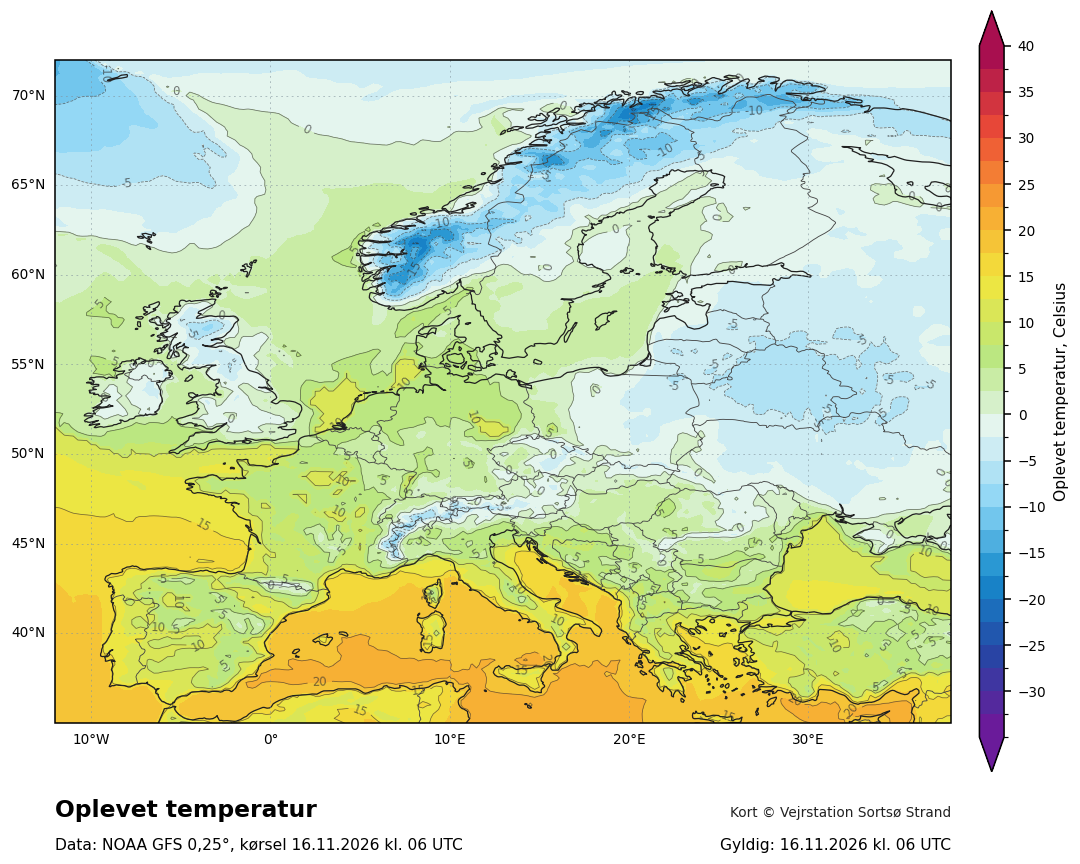 40
35
30
25
20
15
10
5
0
−5
−10
−15
−20
−25
−30
Oplevet temperatur, Celsius
70°N
65°N
60°N
55°N
50°N
45°N
40°N
10°W
0°
10°E
20°E
30°E
Oplevet temperatur
Kort © Vejrstation Sortsø Strand
Data: NOAA GFS 0,25°, kørsel 16.11.2026 kl. 06 UTC
Gyldig: 16.11.2026 kl. 06 UTC